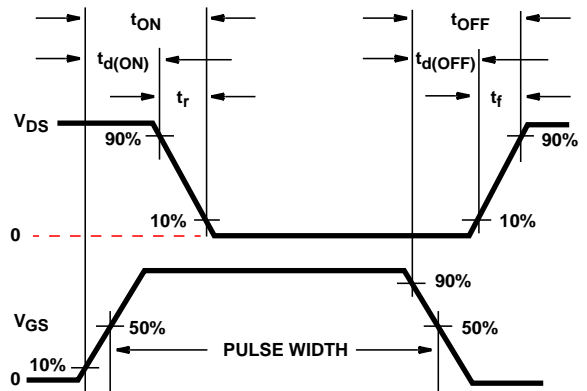 tON
tOFF
td(ON)
td(OFF)
tr
tf
VDS
90%
90%
10%
10%
0
90%
VGS
50%
50%
PULSE WIDTH
10%
0